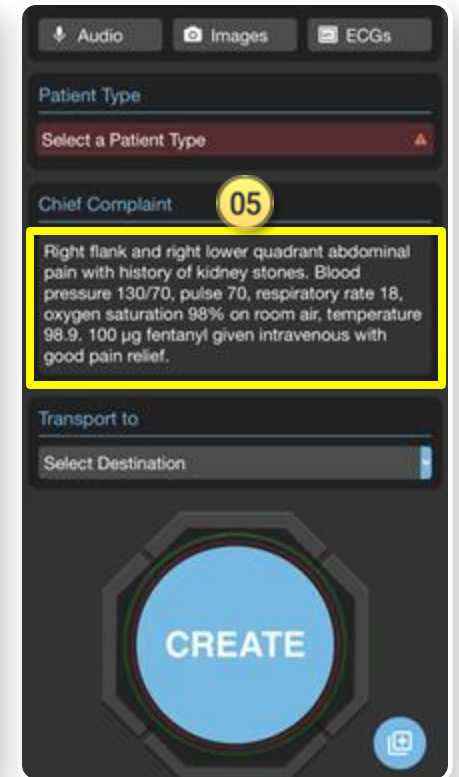 Audio Images ECGs
Patient Type
Select a Patient Type
Chief Complaint 05
Right flank and right lower quadrant abdominal
pain with history of kidney stones. Blood
pressure 130/70, pulse 70, respiratory rate 18,
oxygen saturation 98% on room air, temperature
98.9. 100 µg fentanyl given intravenous with
good pain relief.
Transport to
Select Destination
CREATE